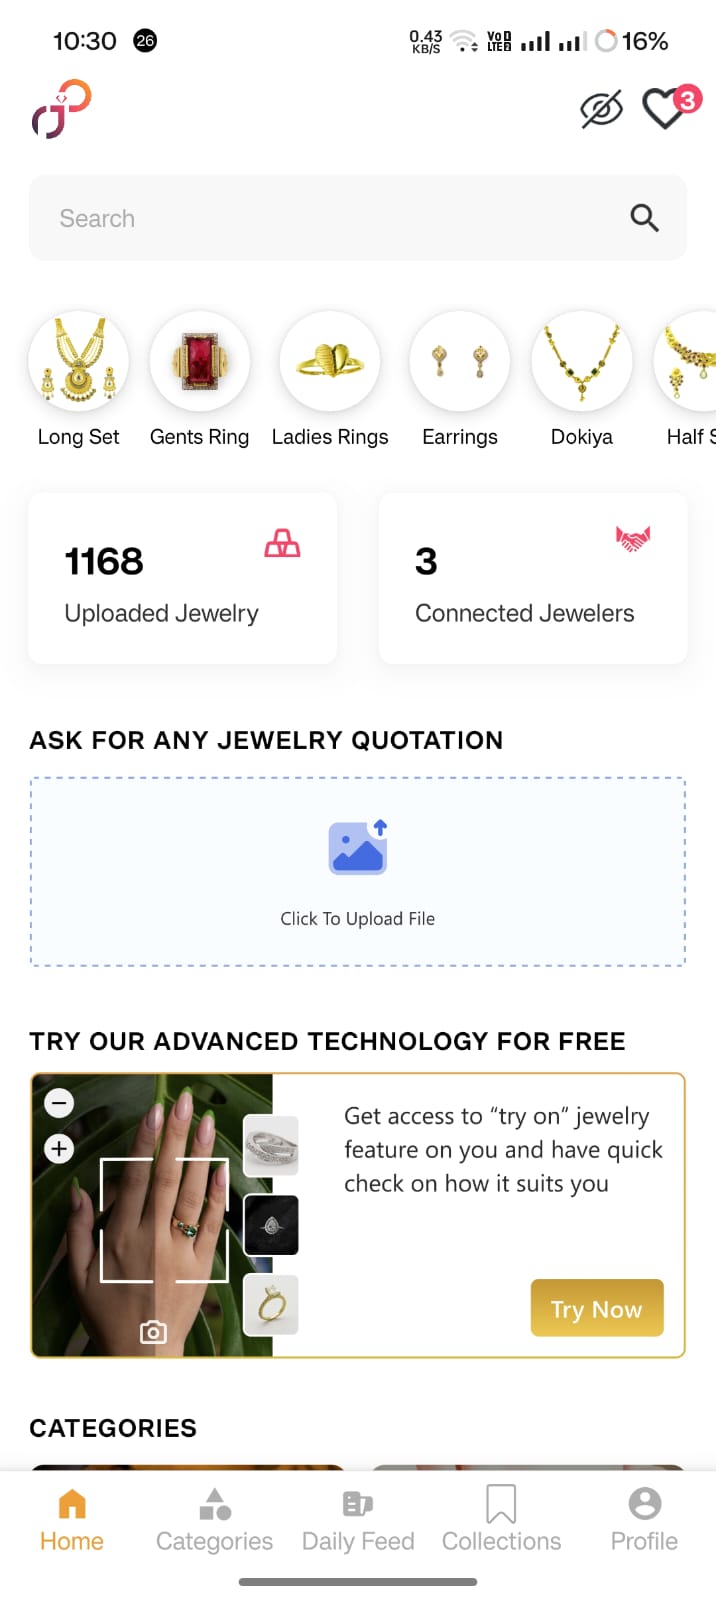 10:30 26 0.43 KB/S VoD LTE2 16%
3
Search
Long Set Gents Ring Ladies Rings Earrings Dokiya Half S
1168
Uploaded Jewelry
3
Connected Jewelers
ASK FOR ANY JEWELRY QUOTATION
Click To Upload File
TRY OUR ADVANCED TECHNOLOGY FOR FREE
Get access to “try on“ jewelry
feature on you and have quick
check on how it suits you
Try Now
CATEGORIES
Home Categories Daily Feed Collections Profile